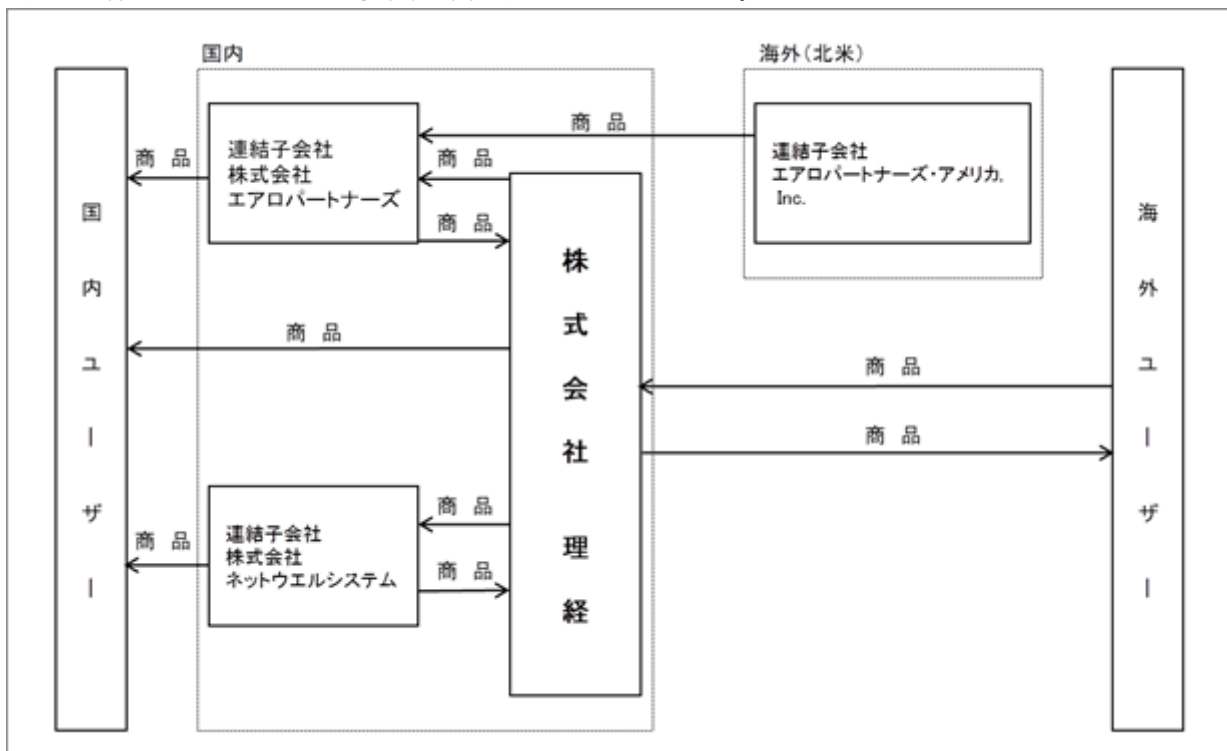 国内
海外(北米)
商 品
連結子会社
株式会社
エアロパートナーズ
商 品
商 品
商 品
連結子会社
エアロパートナーズ・アメリカ,
Inc.
国内ユーザー
株式会社 理経
海外ユーザー
商 品
商 品
商 品
商 品
連結子会社
株式会社
ネットウエルシステム
商 品
商 品